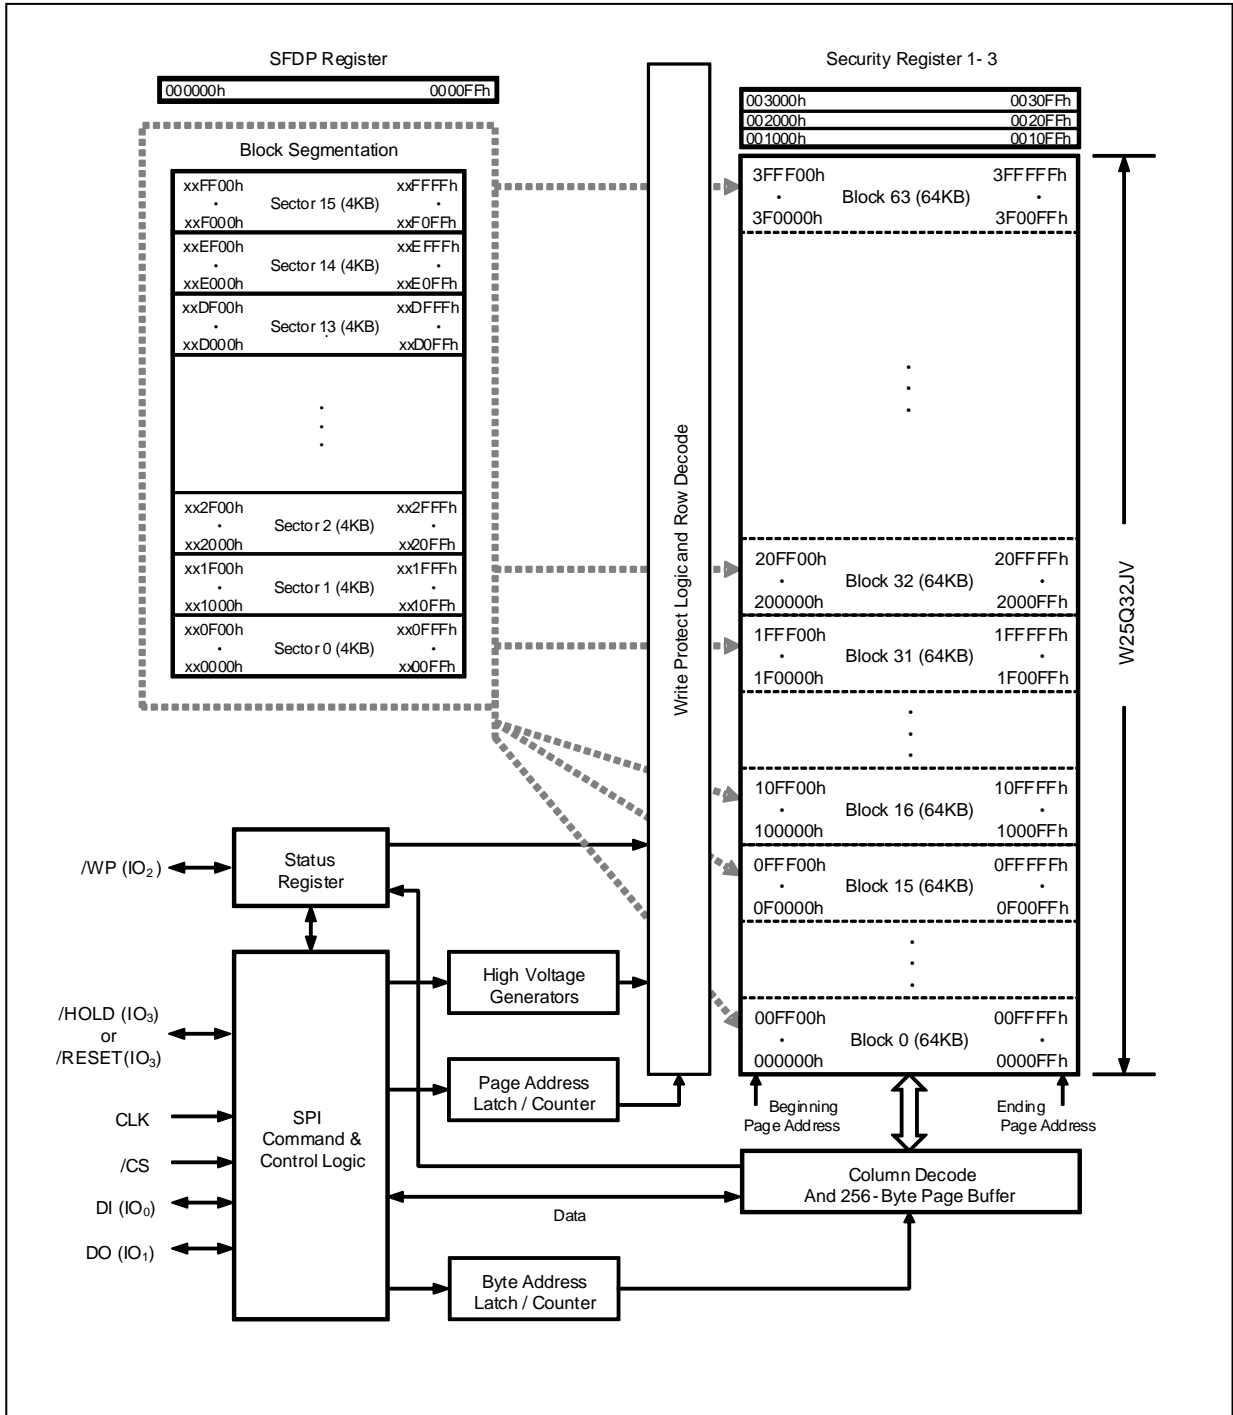 SFDP Register
000000h 0000FFh
Block Segmentation
xxFF00h xxFFFFh
Sector 15 (4KB)
xxF000h xxF0FFh
xxEF00h xxEFFFh
Sector 14 (4KB)
xxE000h xxE0FFh
xxDF00h xxDFFFh
Sector 13 (4KB)
xxD000h xxD0FFh
xx2F00h xx2FFFh
Sector 2 (4KB)
xx2000h xx20FFh
xx1F00h xx1FFFh
Sector 1 (4KB)
xx1000h xx10FFh
xx0F00h xx0FFFh
Sector 0 (4KB)
xx0000h xx00FFh
Write Protect Logic and Row Decode
Security Register 1- 3
003000h 0030FFh
002000h 0020FFh
001000h 0010FFh
3FFF00h 3FFFFFh
Block 63 (64KB)
3F0000h 3F00FFh
20FF00h 20FFFFh
Block 32 (64KB)
200000h 2000FFh
1FFF00h 1FFFFFh
Block 31 (64KB)
1F0000h 1F00FFh
10FF00h 10FFFFh
Block 16 (64KB)
100000h 1000FFh
0FFF00h 0FFFFFh
Block 15 (64KB)
0F0000h 0F00FFh
00FF00h 00FFFFh
Block 0 (64KB)
000000h 0000FFh
W25Q32JV
Beginning
Page Address
Ending
Page Address
/WP (IO₂)
Status
Register
High Voltage
Generators
/HOLD (IO₃)
or
/RESET(IO₃)
Page Address
Latch / Counter
CLK
/CS
DI (IO₀)
DO (IO₁)
SPI
Command &
Control Logic
Column Decode
And 256- Byte Page Buffer
Data
Byte Address
Latch / Counter